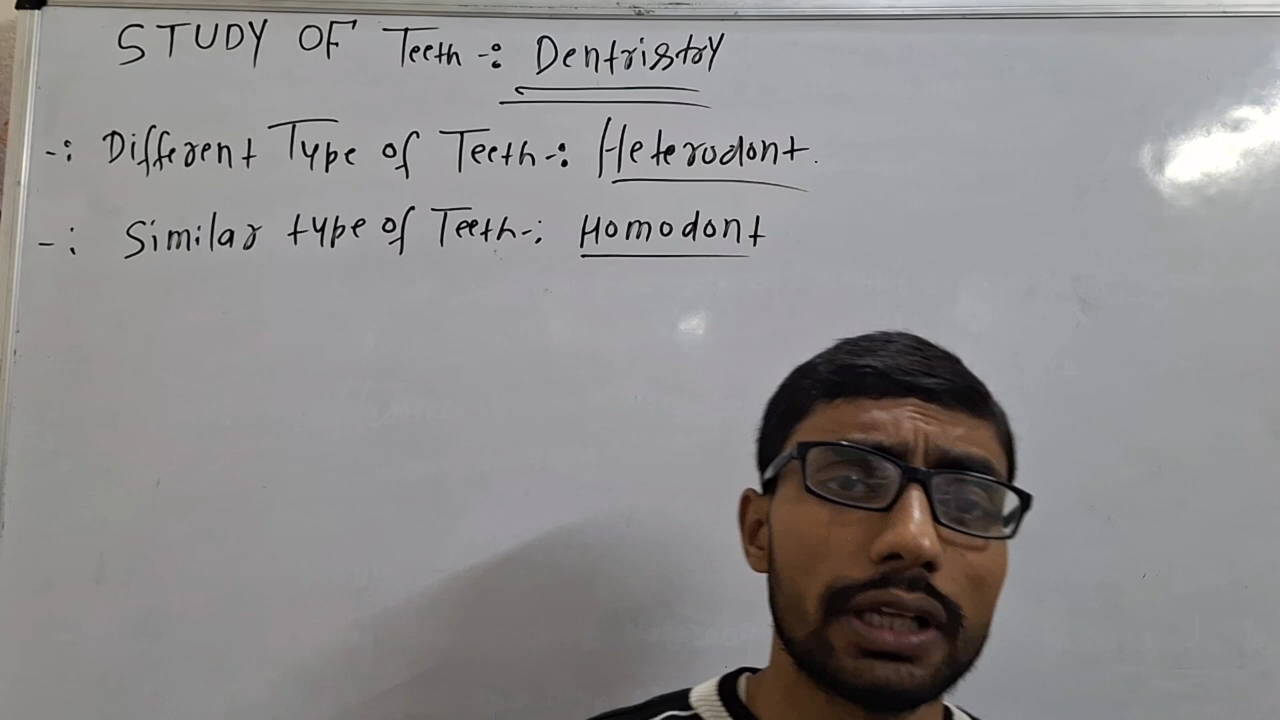 STUDY OF Teeth -: Dentristry
-: Different Type of Teeth -: Heterodont.
-: Similar type of Teeth -: Homodont